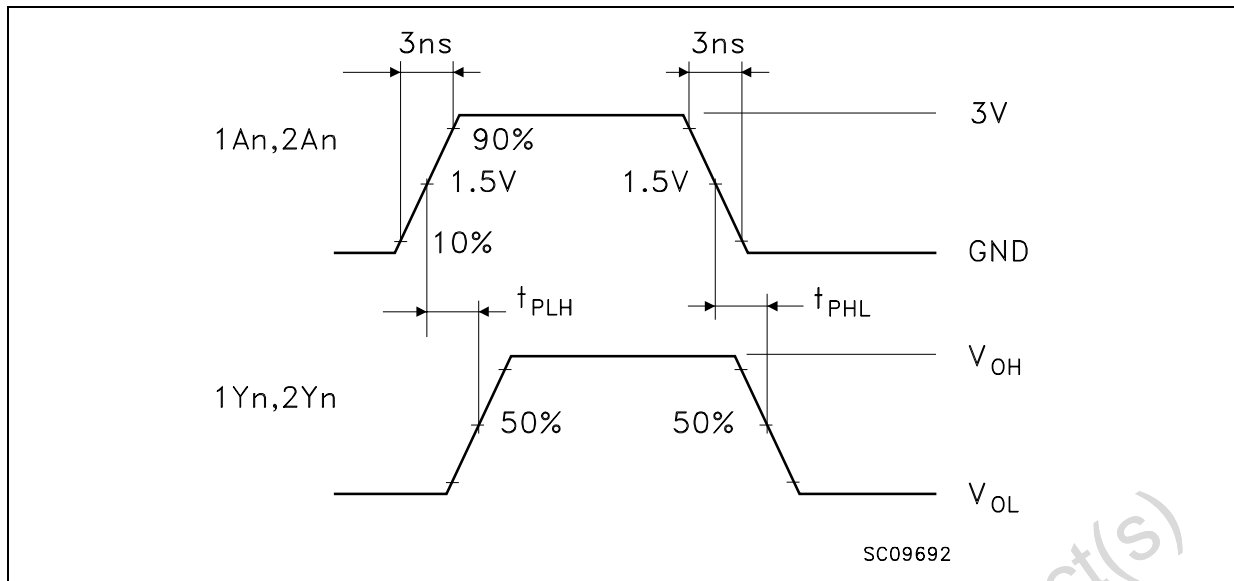 3ns 3ns
3V
1An,2An
90%
1.5V 1.5V
10%
GND
tPLH tPHL
VOH
1Yn,2Yn
50% 50%
VOL
SC09692
ct(s)